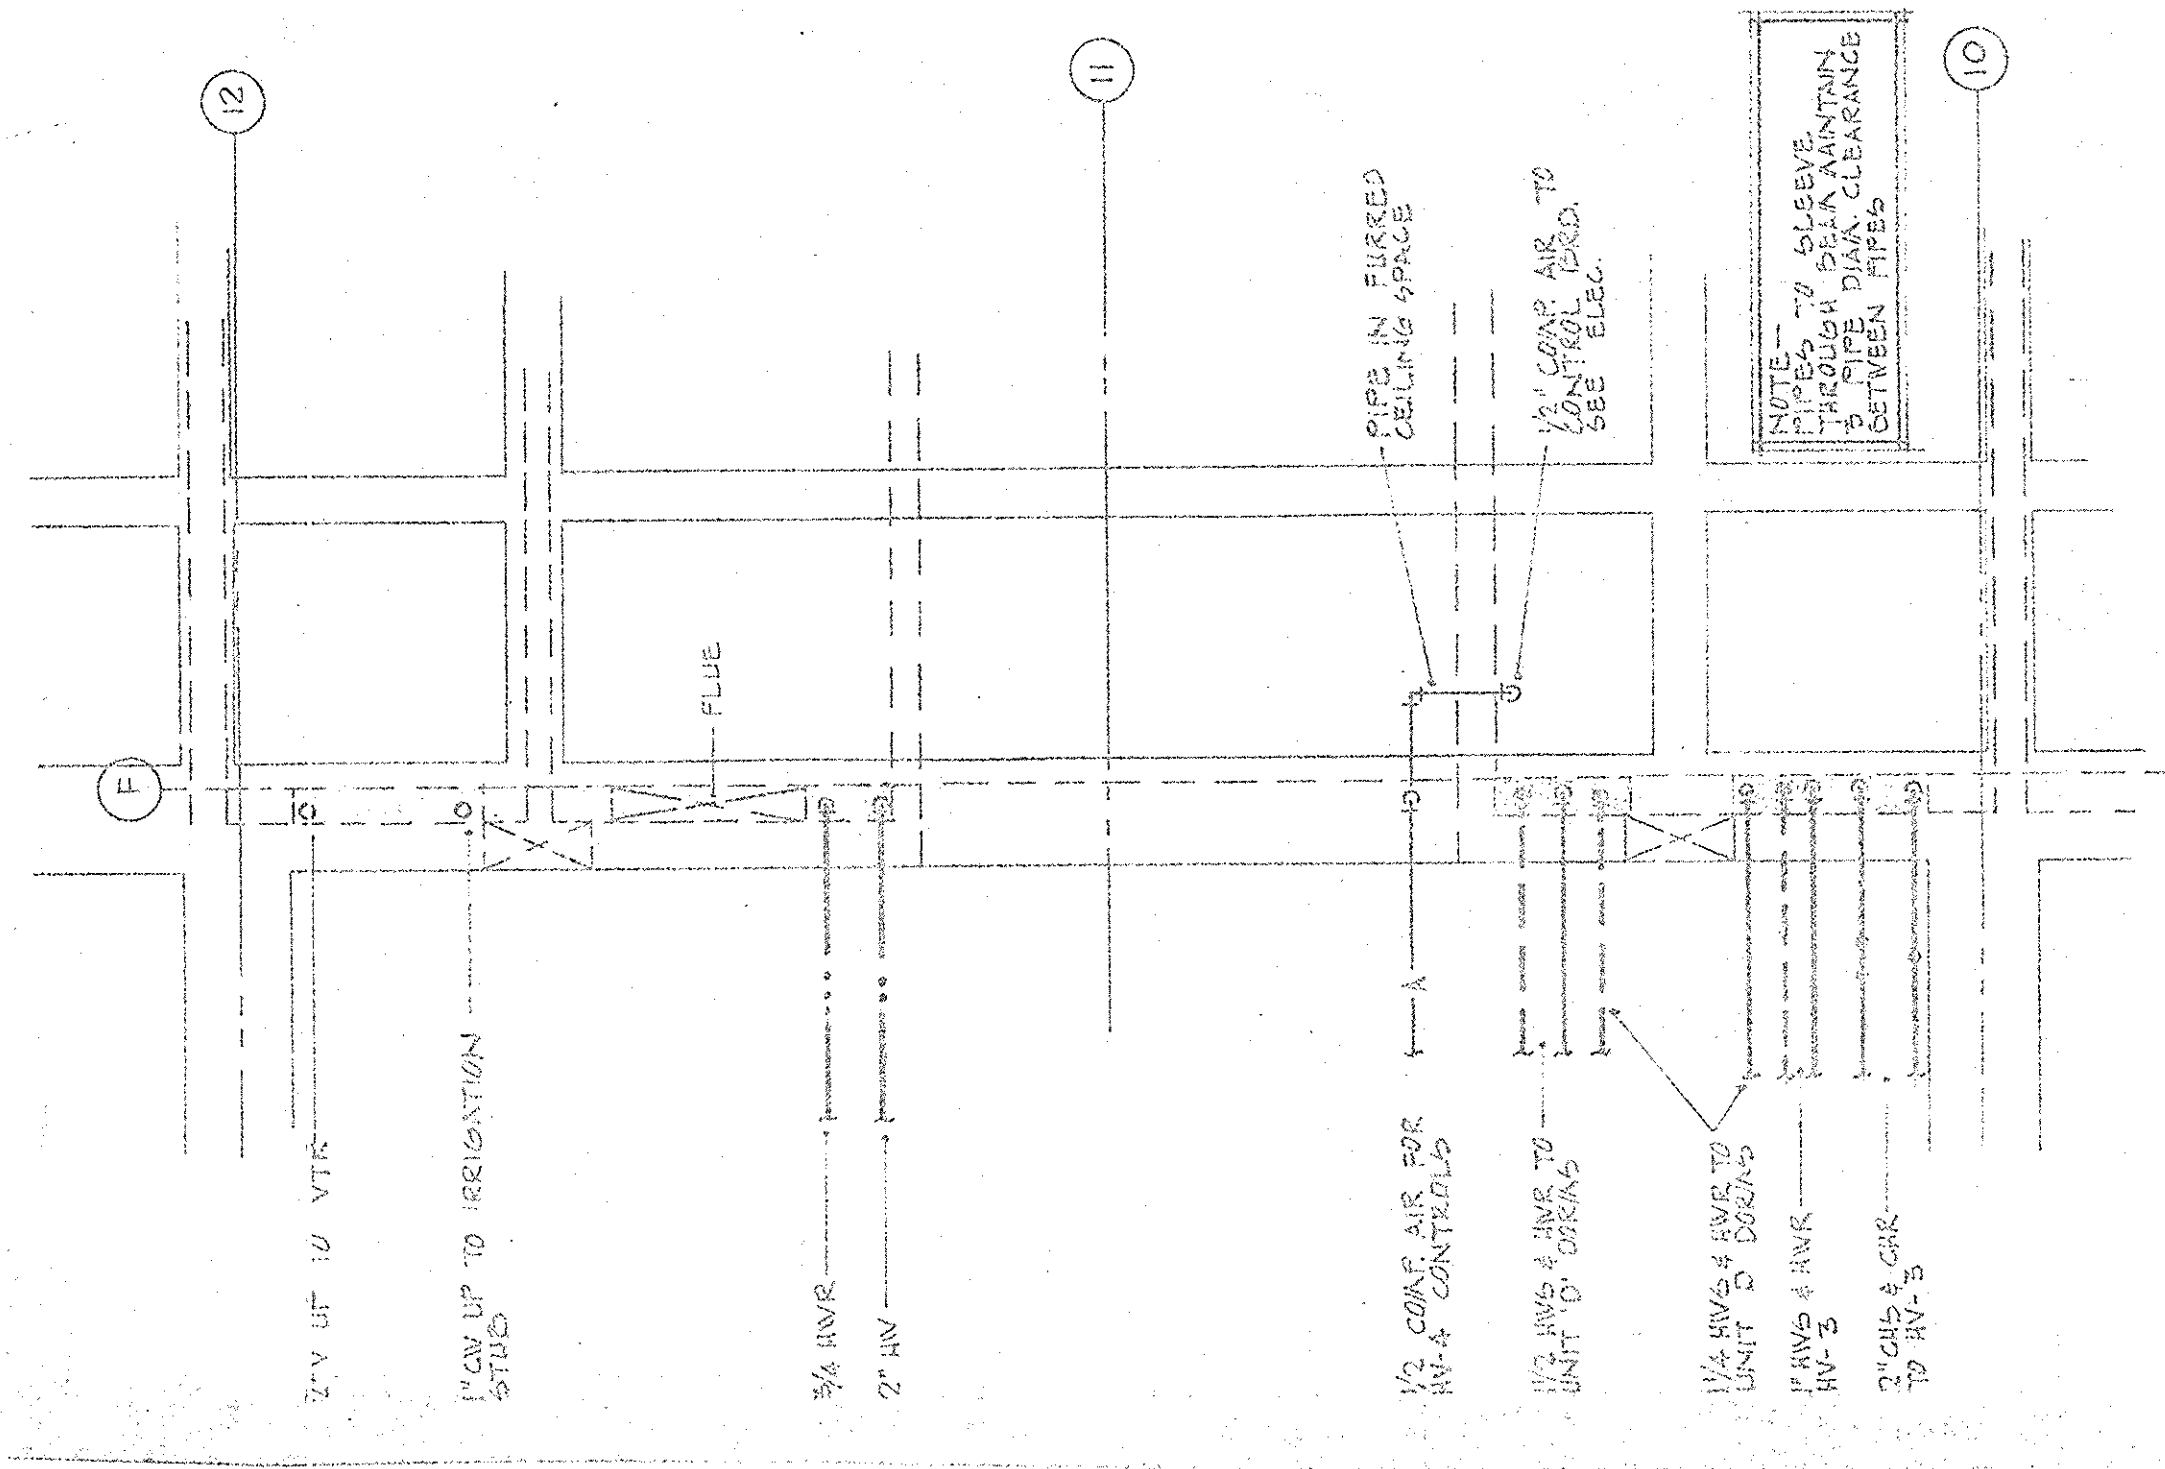 12
11
10
F
NOTE—
PIPES TO SLEEVE
THROUGH BEAM MAINTAIN
3 PIPE DIA. CLEARANCE
BETWEEN PIPES
PIPE IN FURRED
CEILING SPACE
1/2" COMP. AIR TO
CONTROL BRD.
SEE ELEC.
FLUE
2" V UP TO VTR
1" CW UP TO IRRIGATION
STUB
3/4 HWR
2" HW
A
1/2 COMP. AIR FOR
HV-4 CONTROLS
1 1/2 HWS & HWR TO
UNIT 'D' DORMS
1 1/4 HWS & HWR TO
UNIT D DORMS
1" HWS & HWR
HV-3
2" CHS & CHR
TO HV-3